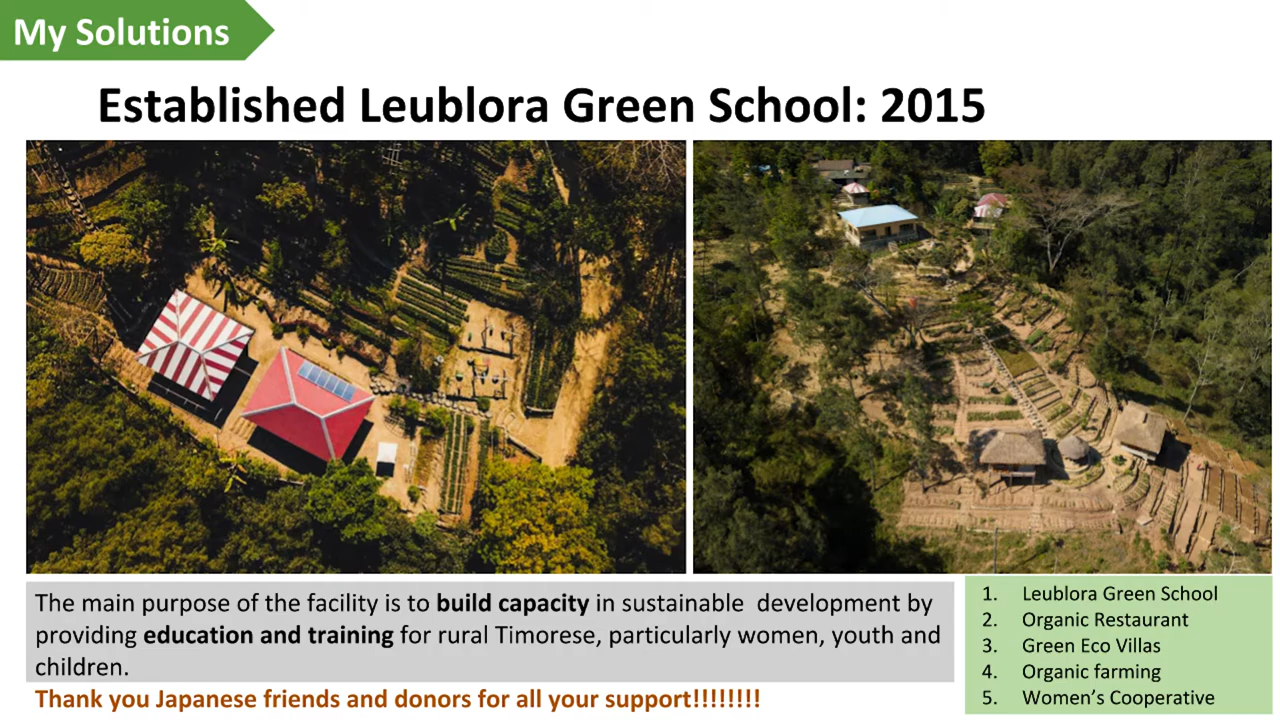 My Solutions
Established Leublora Green School: 2015
The main purpose of the facility is to build capacity in sustainable development by
providing education and training for rural Timorese, particularly women, youth and
children.
Thank you Japanese friends and donors for all your support!!!!!!!!
1. Leublora Green School
2. Organic Restaurant
3. Green Eco Villas
4. Organic farming
5. Women's Cooperative